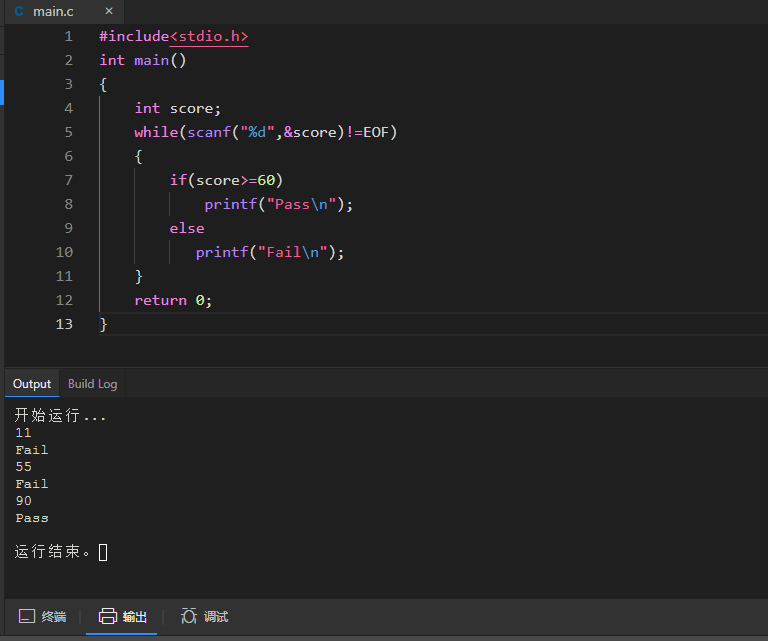 C main.c ×
1 #include<stdio.h>
2 int main()
3 {
4     int score;
5     while(scanf("%d",&score)!=EOF)
6     {
7         if(score>=60)
8             printf("Pass\n");
9         else
10            printf("Fail\n");
11    }
12    return 0;
13 }
Output Build Log
开始运行...
11
Fail
55
Fail
90
Pass
运行结束。
终端 输出 调试